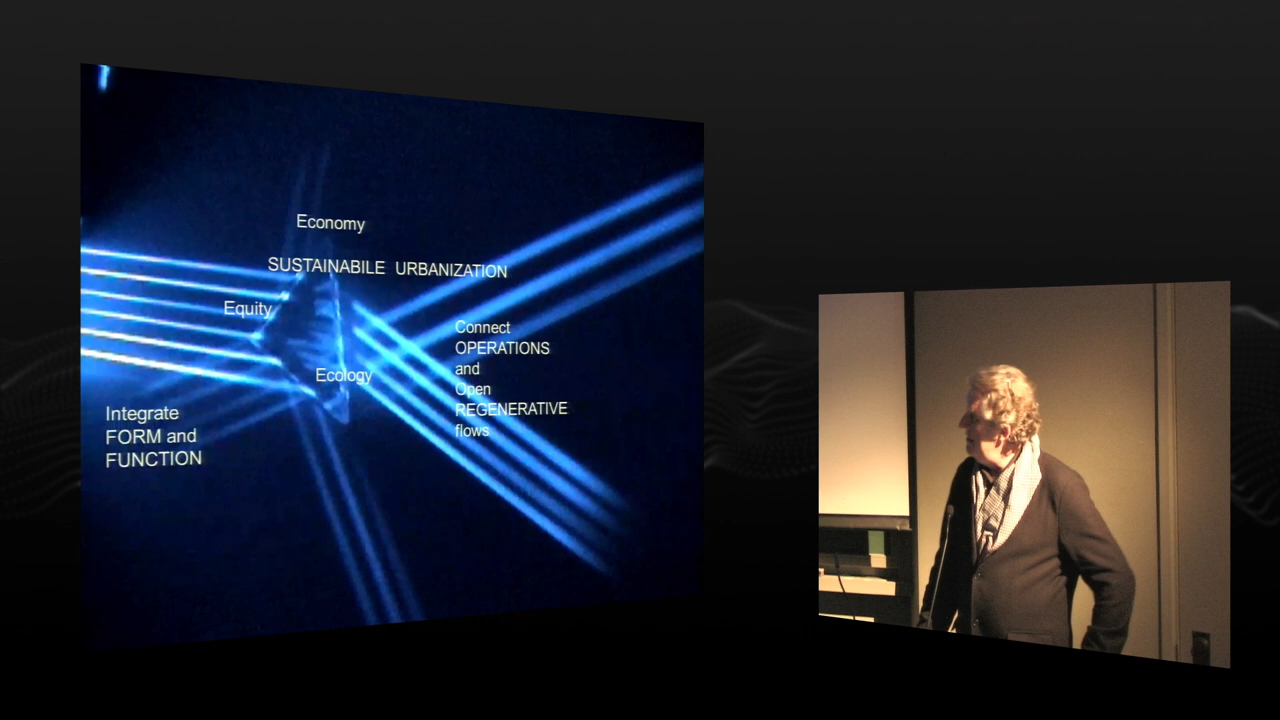 Economy
SUSTAINABILE URBANIZATION
Equity
Ecology
Integrate
FORM and
FUNCTION
Connect
OPERATIONS
and
Open
REGENERATIVE
flows